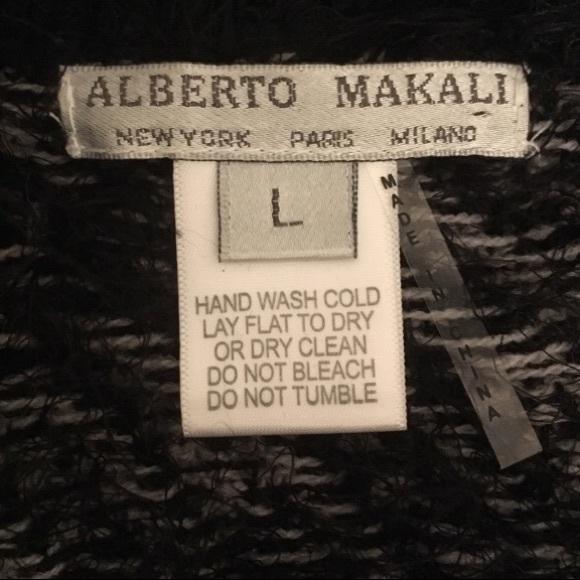 ALBERTO MAKALI
NEW YORK PARIS MILANO
L
MADE IN CHINA
HAND WASH COLD
LAY FLAT TO DRY
OR DRY CLEAN
DO NOT BLEACH
DO NOT TUMBLE